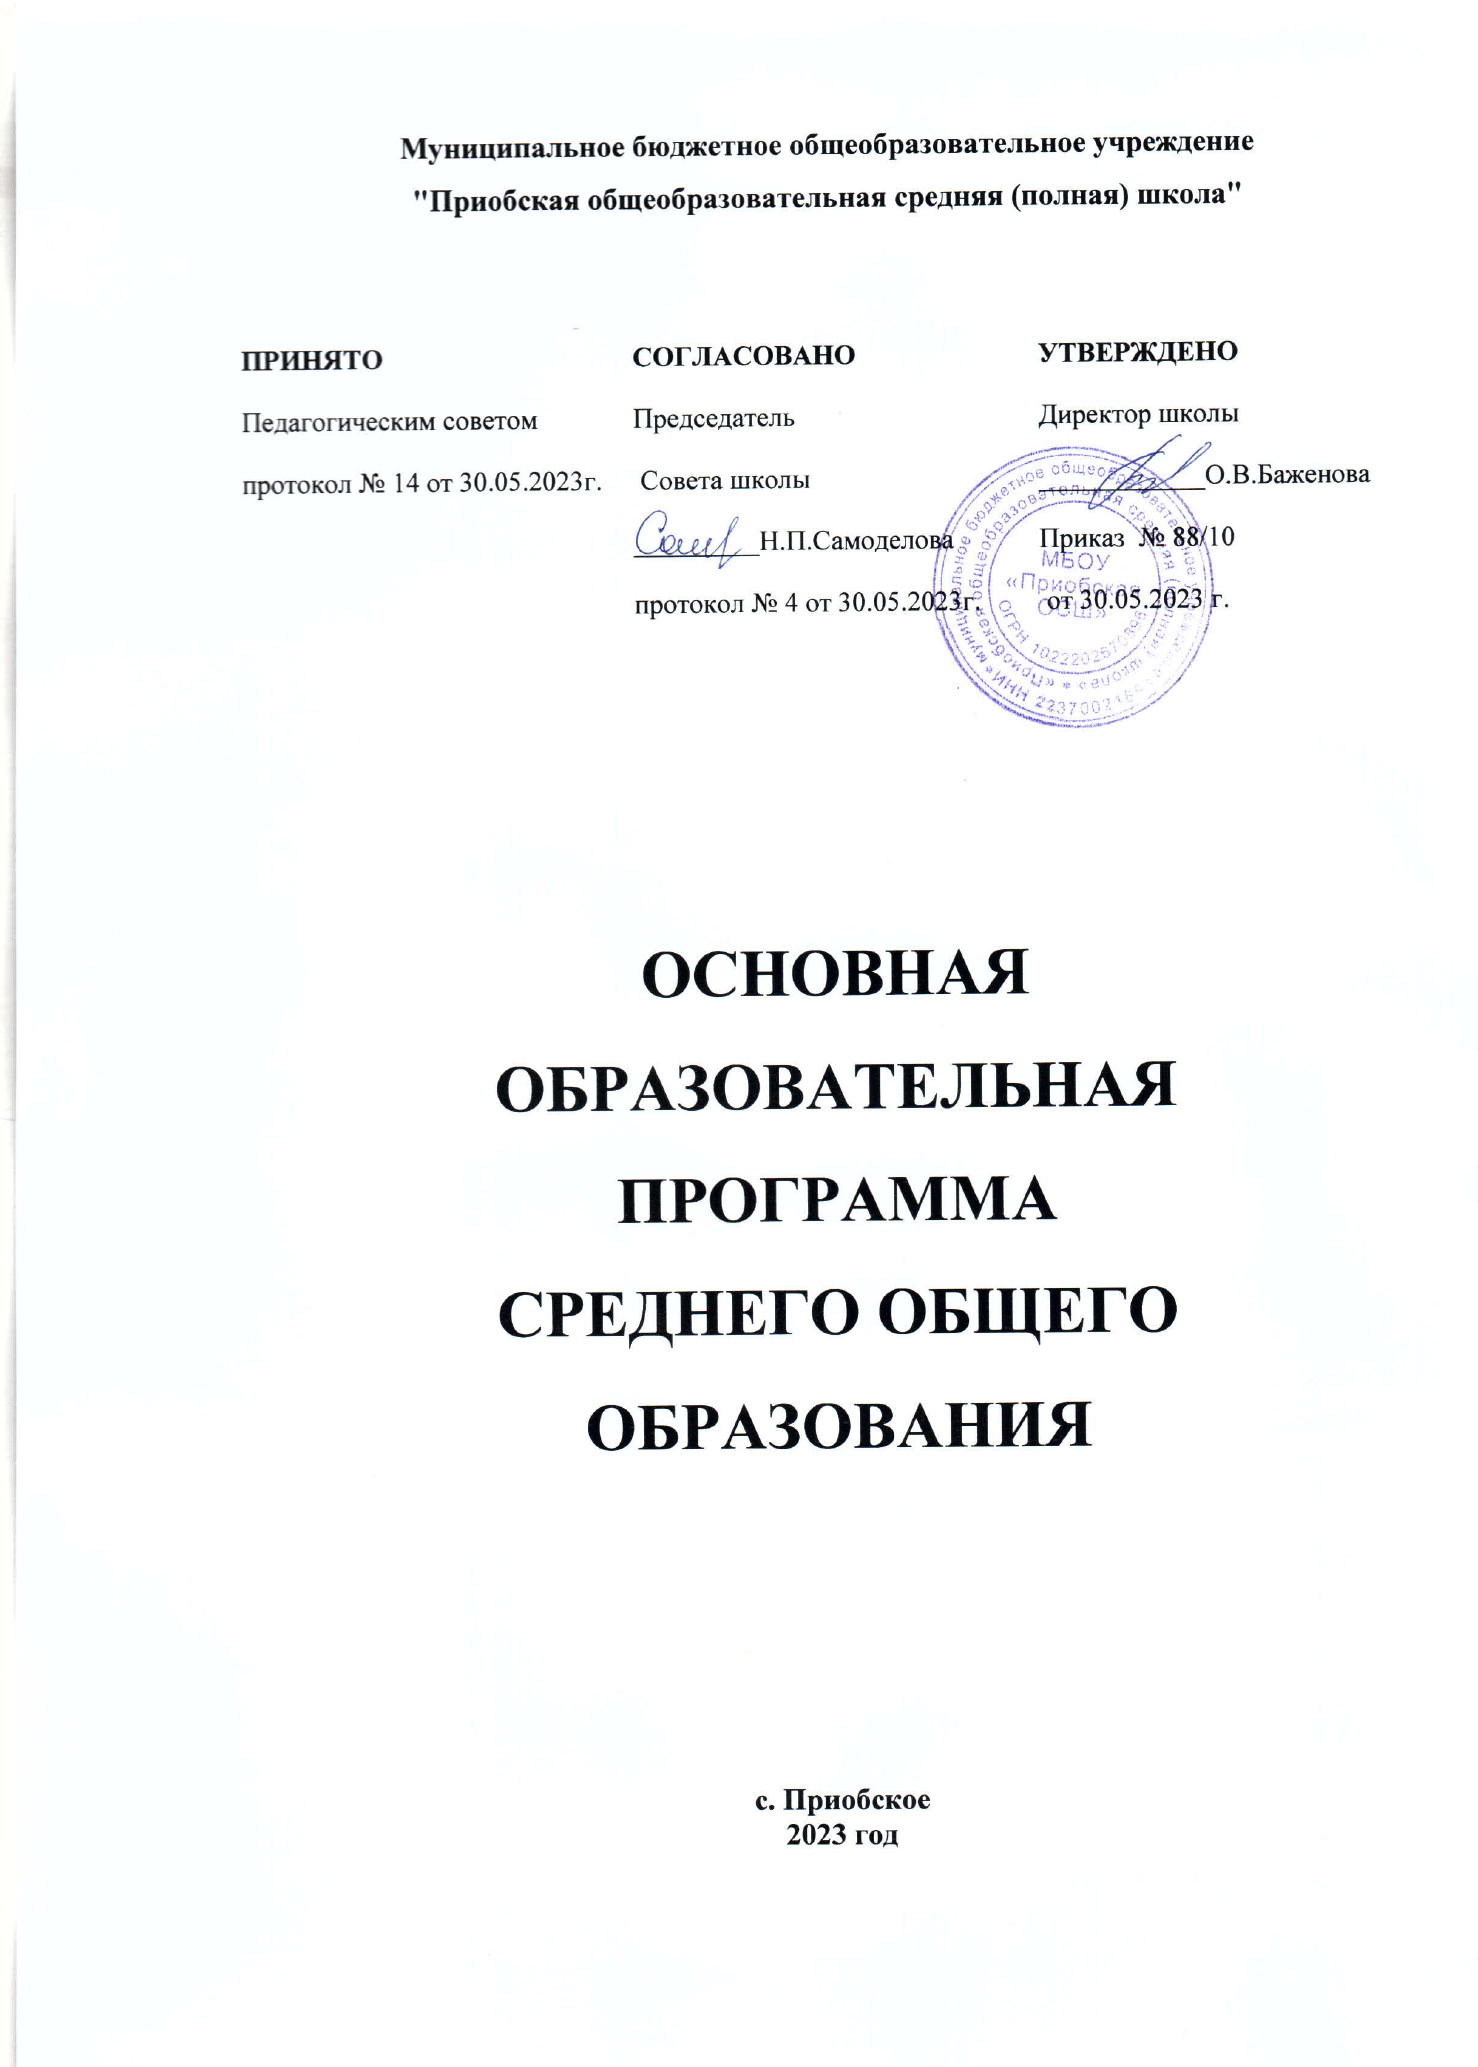 Муниципальное бюджетное общеобразовательное учреждение
"Приобская общеобразовательная средняя (полная) школа"
ПРИНЯТО
Педагогическим советом
протокол № 14 от 30.05.2023г.
СОГЛАСОВАНО
Председатель
Совета школы
Н.П.Самоделова
протокол № 4 от 30.05.2023г.
УТВЕРЖДЕНО
Директор школы
О.В.Баженова
Приказ № 88/10
от 30.05.2023 г.
МБОУ
«Приобская
ОСШ»
ОСНОВНАЯ
ОБРАЗОВАТЕЛЬНАЯ
ПРОГРАММА
СРЕДНЕГО ОБЩЕГО
ОБРАЗОВАНИЯ
с. Приобское
2023 год